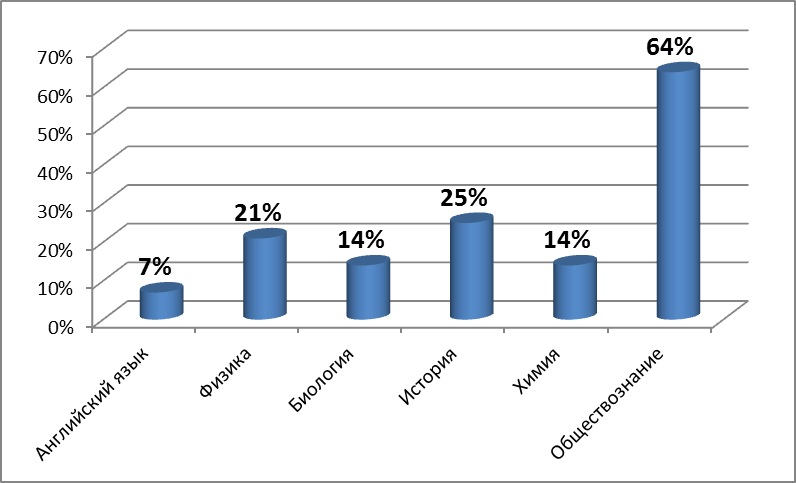 70%
60%
50%
40%
30%
20%
10%
0%
7%
21%
14%
25%
14%
64%
Английский язык
Физика
Биология
История
Химия
Обществознание